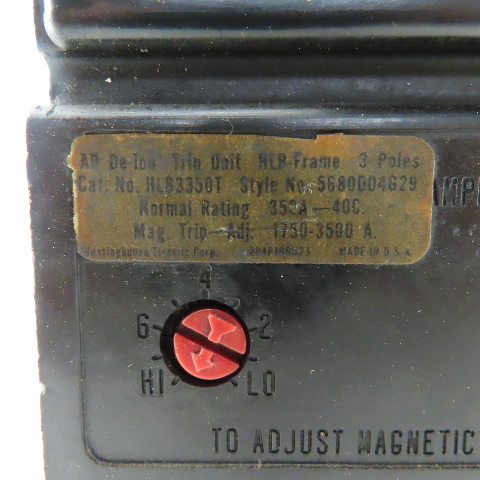 AB De-ion Trip Unit HLB-Frame 3 Poles
Cat. No. HLB3350T Style No. 5680D04G29
Normal Rating 350A—40C.
Mag. Trip—Adj. 1750-3500 A.
Westinghouse Electric Corp. MADE IN U.S.A.
AMP
4
6 2
HI LO
TO ADJUST MAGNETIC